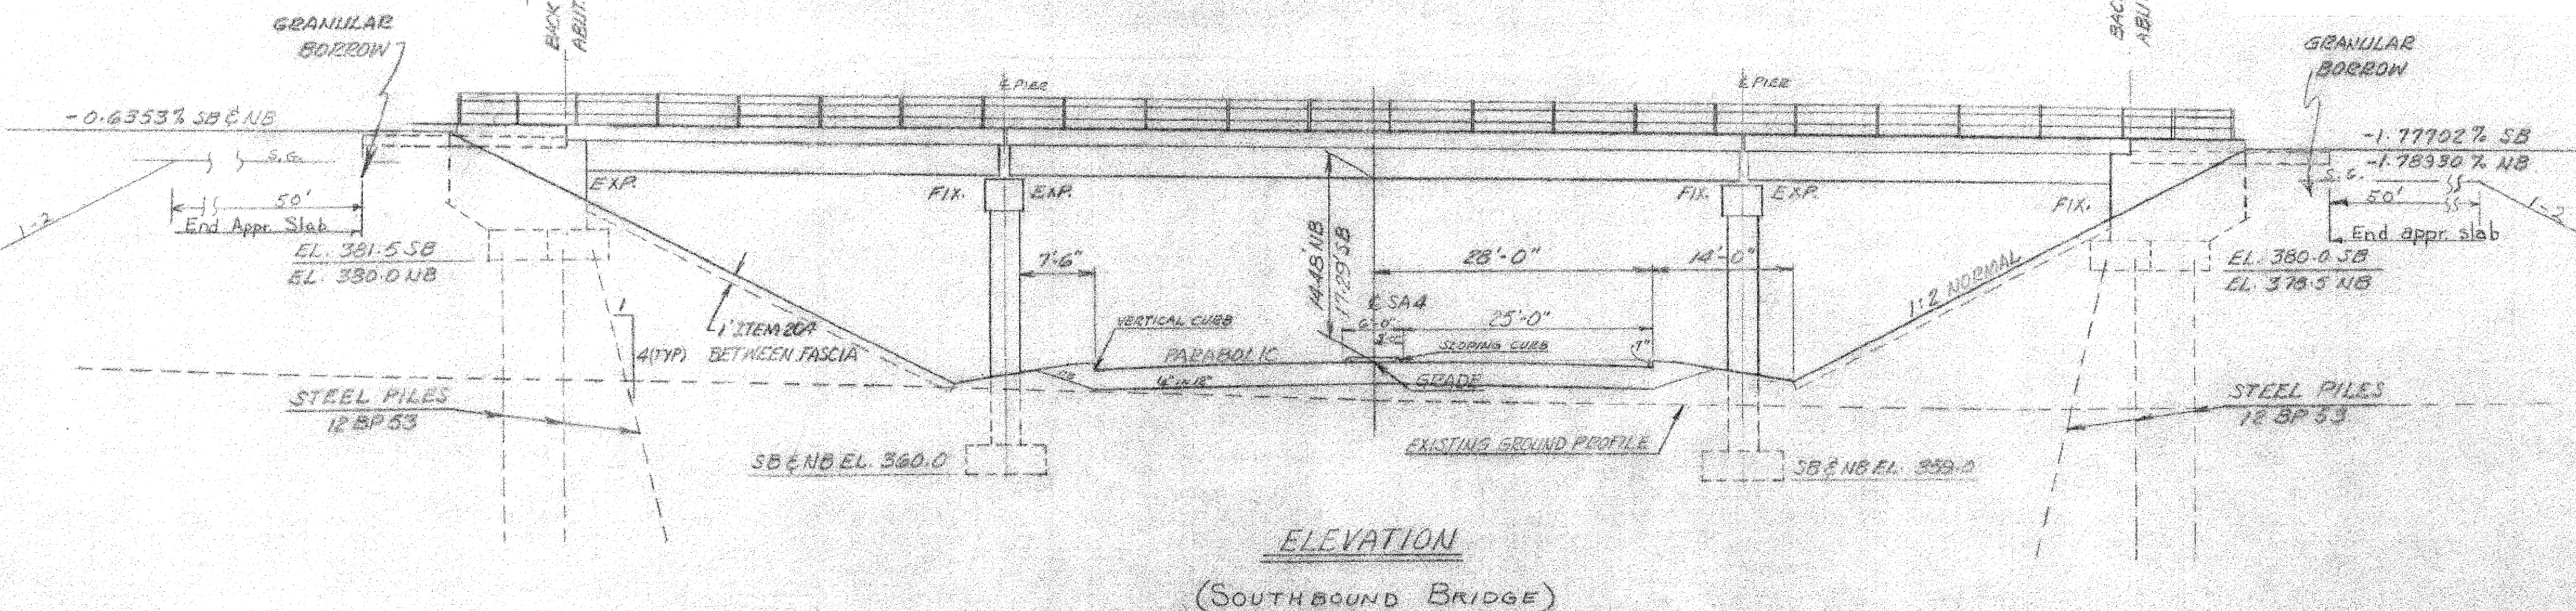 GRANULAR
BORROW
BACK
ABUT.
℄ PIER
℄ PIER
ABU
GRANULAR
BORROW
-0.6353% SB & NB
S.G.
50'
End Appr. Slab
1-2
EL. 381.5 SB
EL. 380.0 NB
EXP.
FIX.
EXP.
FIX.
EXP.
FIX.
-1.77702% SB
-1.78930% NB
S.G.
50'
End appr. slab
1-2
EL. 380.0 SB
EL. 378.5 NB
7'-6"
14.48' NB
17.29' SB
28'-0"
14'-0"
1:2 NORMAL
℄ SA4
6'-0"
25'-0"
1
4 (TYP)
1' ITEM 20A
BETWEEN FASCIA
VERTICAL CURB
PARABOLIC
SLOPING CURB
7"
GRADE
STEEL PILES
12 BP 53
STEEL PILES
12 BP 53
EXISTING GROUND PROFILE
SB & NB EL. 360.0
SB & NB EL. 359.0
ELEVATION
(SOUTHBOUND BRIDGE)